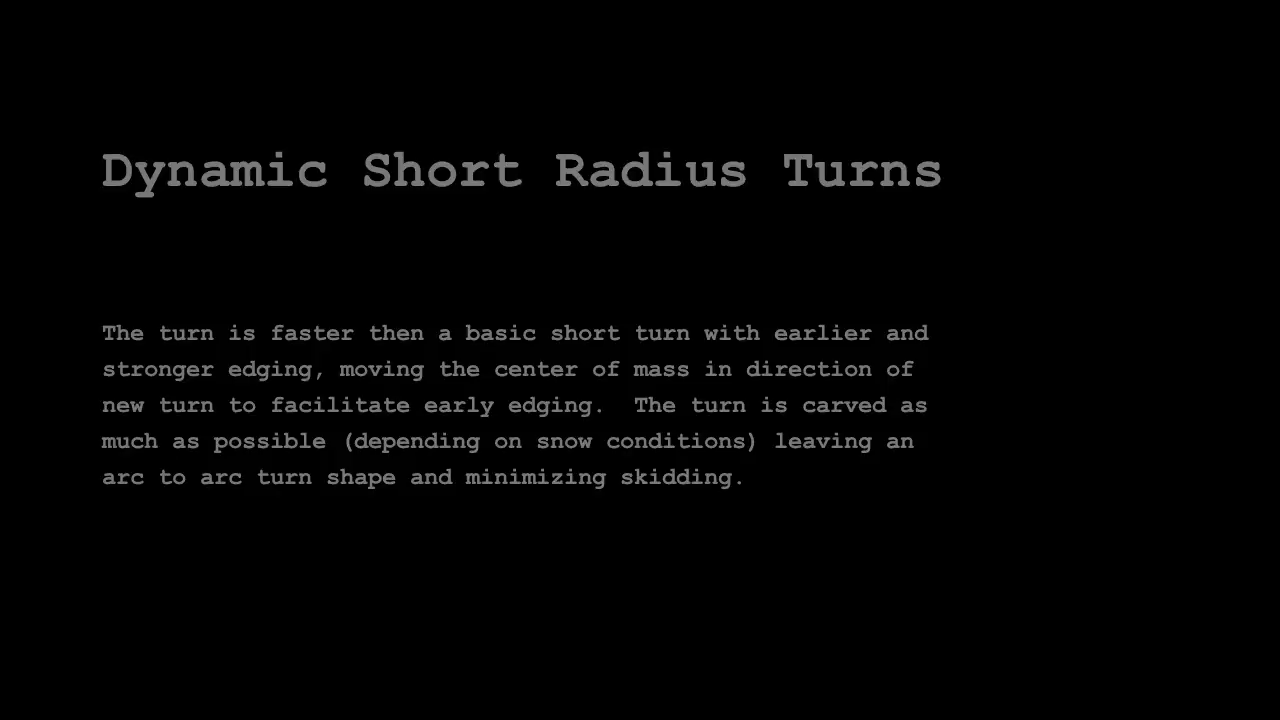 Dynamic Short Radius Turns
The turn is faster then a basic short turn with earlier and
stronger edging, moving the center of mass in direction of
new turn to facilitate early edging.  The turn is carved as
much as possible (depending on snow conditions) leaving an
arc to arc turn shape and minimizing skidding.